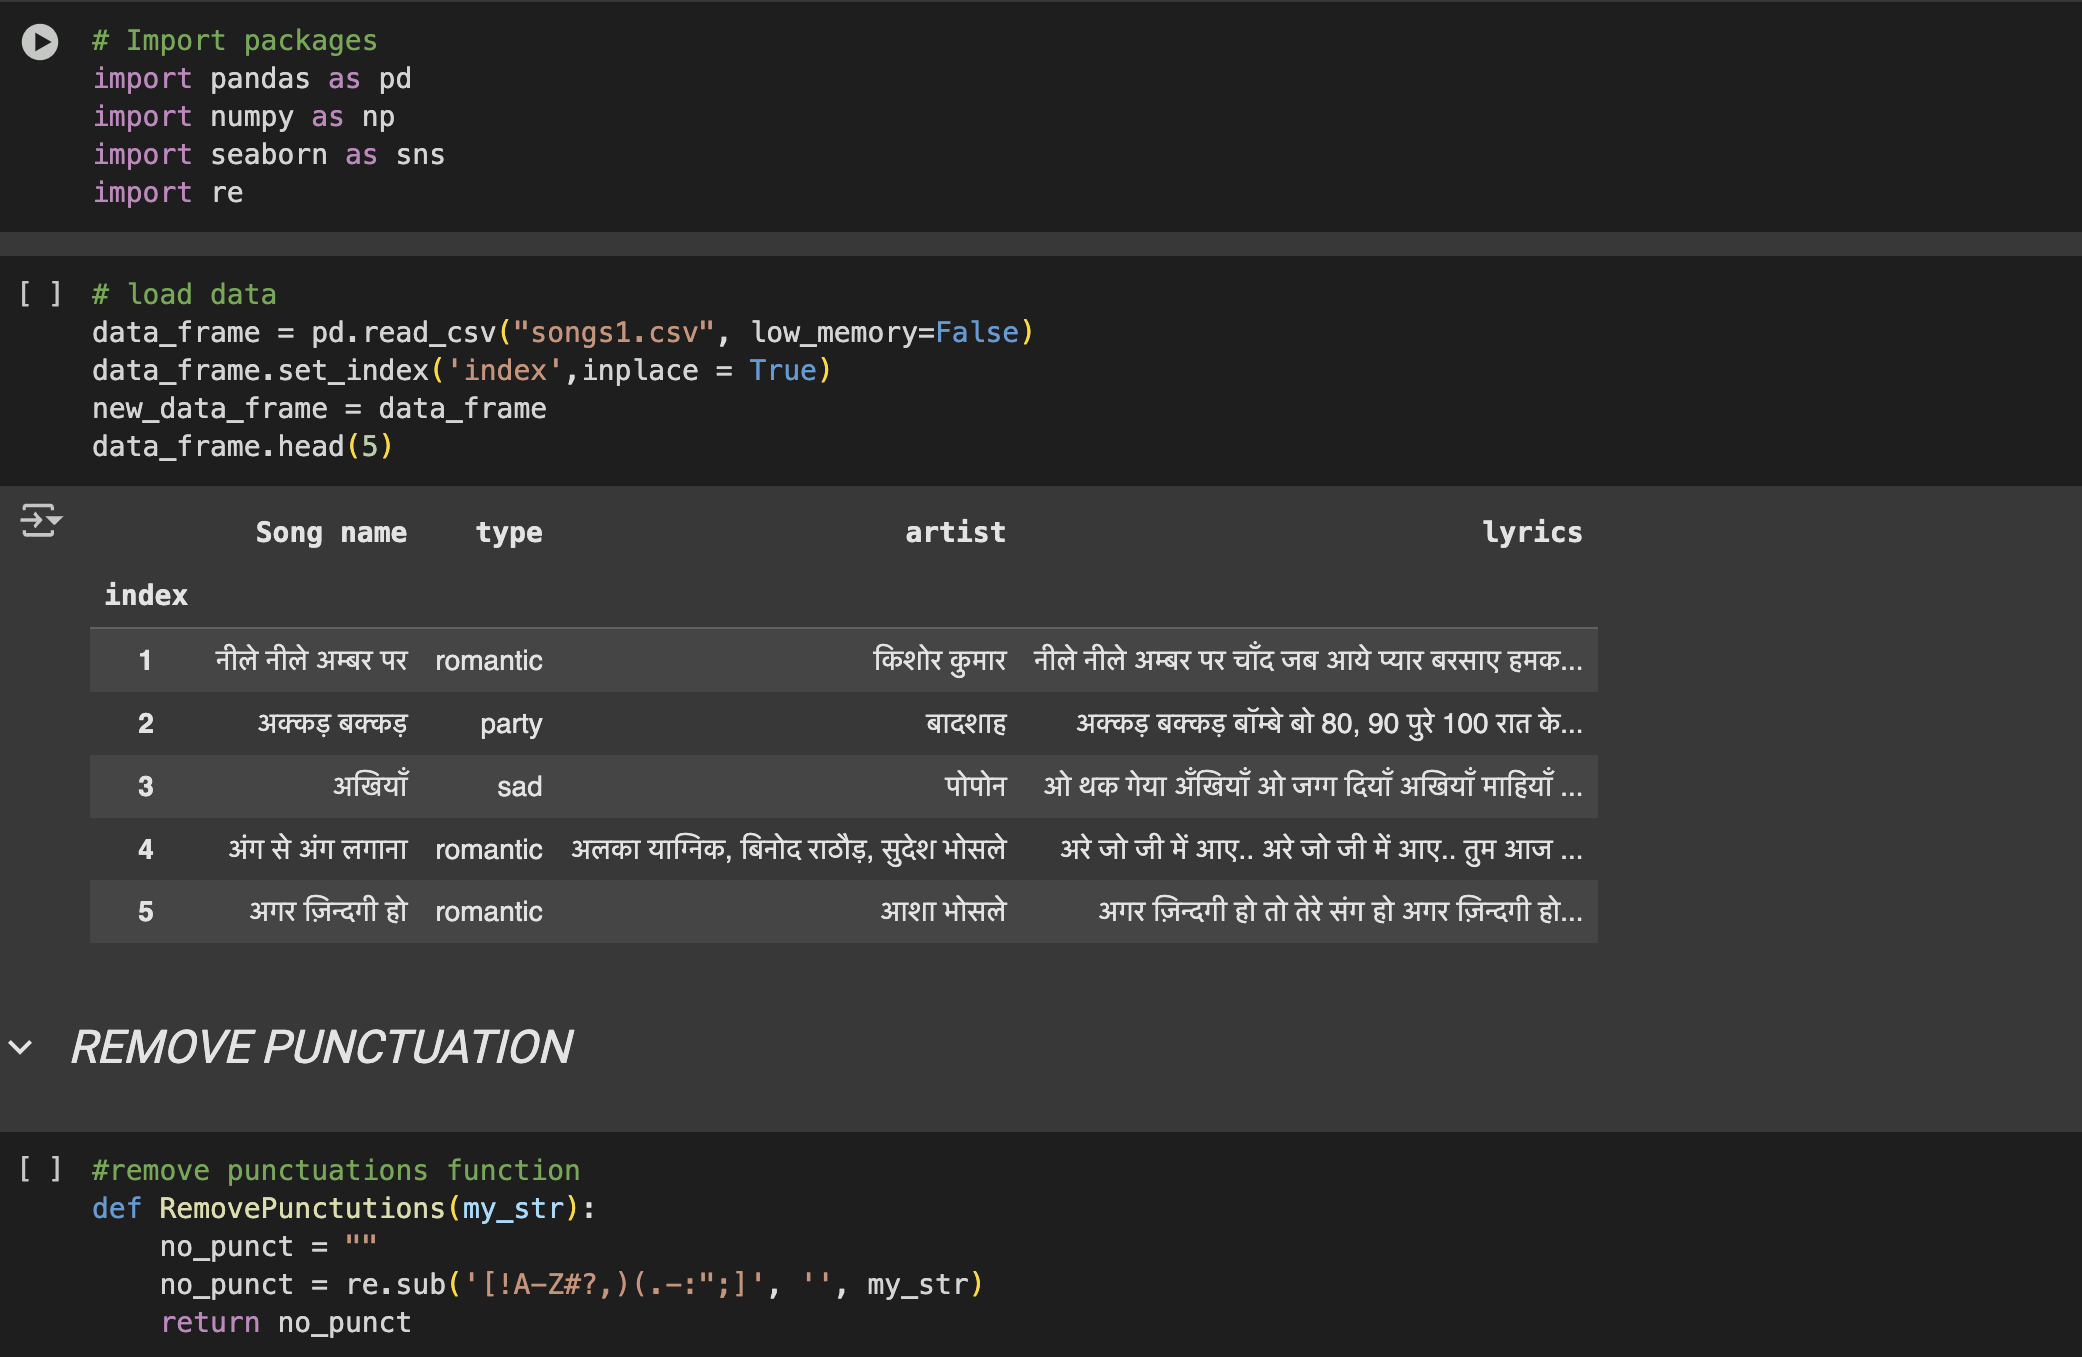 # Import packages
import pandas as pd
import numpy as np
import seaborn as sns
import re
[ ] # load data
data_frame = pd.read_csv("songs1.csv", low_memory=False)
data_frame.set_index('index',inplace = True)
new_data_frame = data_frame
data_frame.head(5)
Song name type artist lyrics
index
1 नीले नीले अम्बर पर romantic किशोर कुमार नीले नीले अम्बर पर चाँद जब आये प्यार बरसाए हमक...
2 अक्कड़ बक्कड़ party बादशाह अक्कड़ बक्कड़ बॉम्बे बो 80, 90 पुरे 100 रात के...
3 अखियाँ sad पोपोन ओ थक गेया अँखियाँ ओ जग्ग दियाँ अखियाँ माहियाँ ...
4 अंग से अंग लगाना romantic अलका याग्निक, बिनोद राठौड़, सुदेश भोसले अरे जो जी में आए.. अरे जो जी में आए.. तुम आज ...
5 अगर ज़िन्दगी हो romantic आशा भोसले अगर ज़िन्दगी हो तो तेरे संग हो अगर ज़िन्दगी हो...
REMOVE PUNCTUATION
[ ] #remove punctuations function
def RemovePunctutions(my_str):
no_punct = ""
no_punct = re.sub('[!A-Z#?,)(.-:";]', '', my_str)
return no_punct